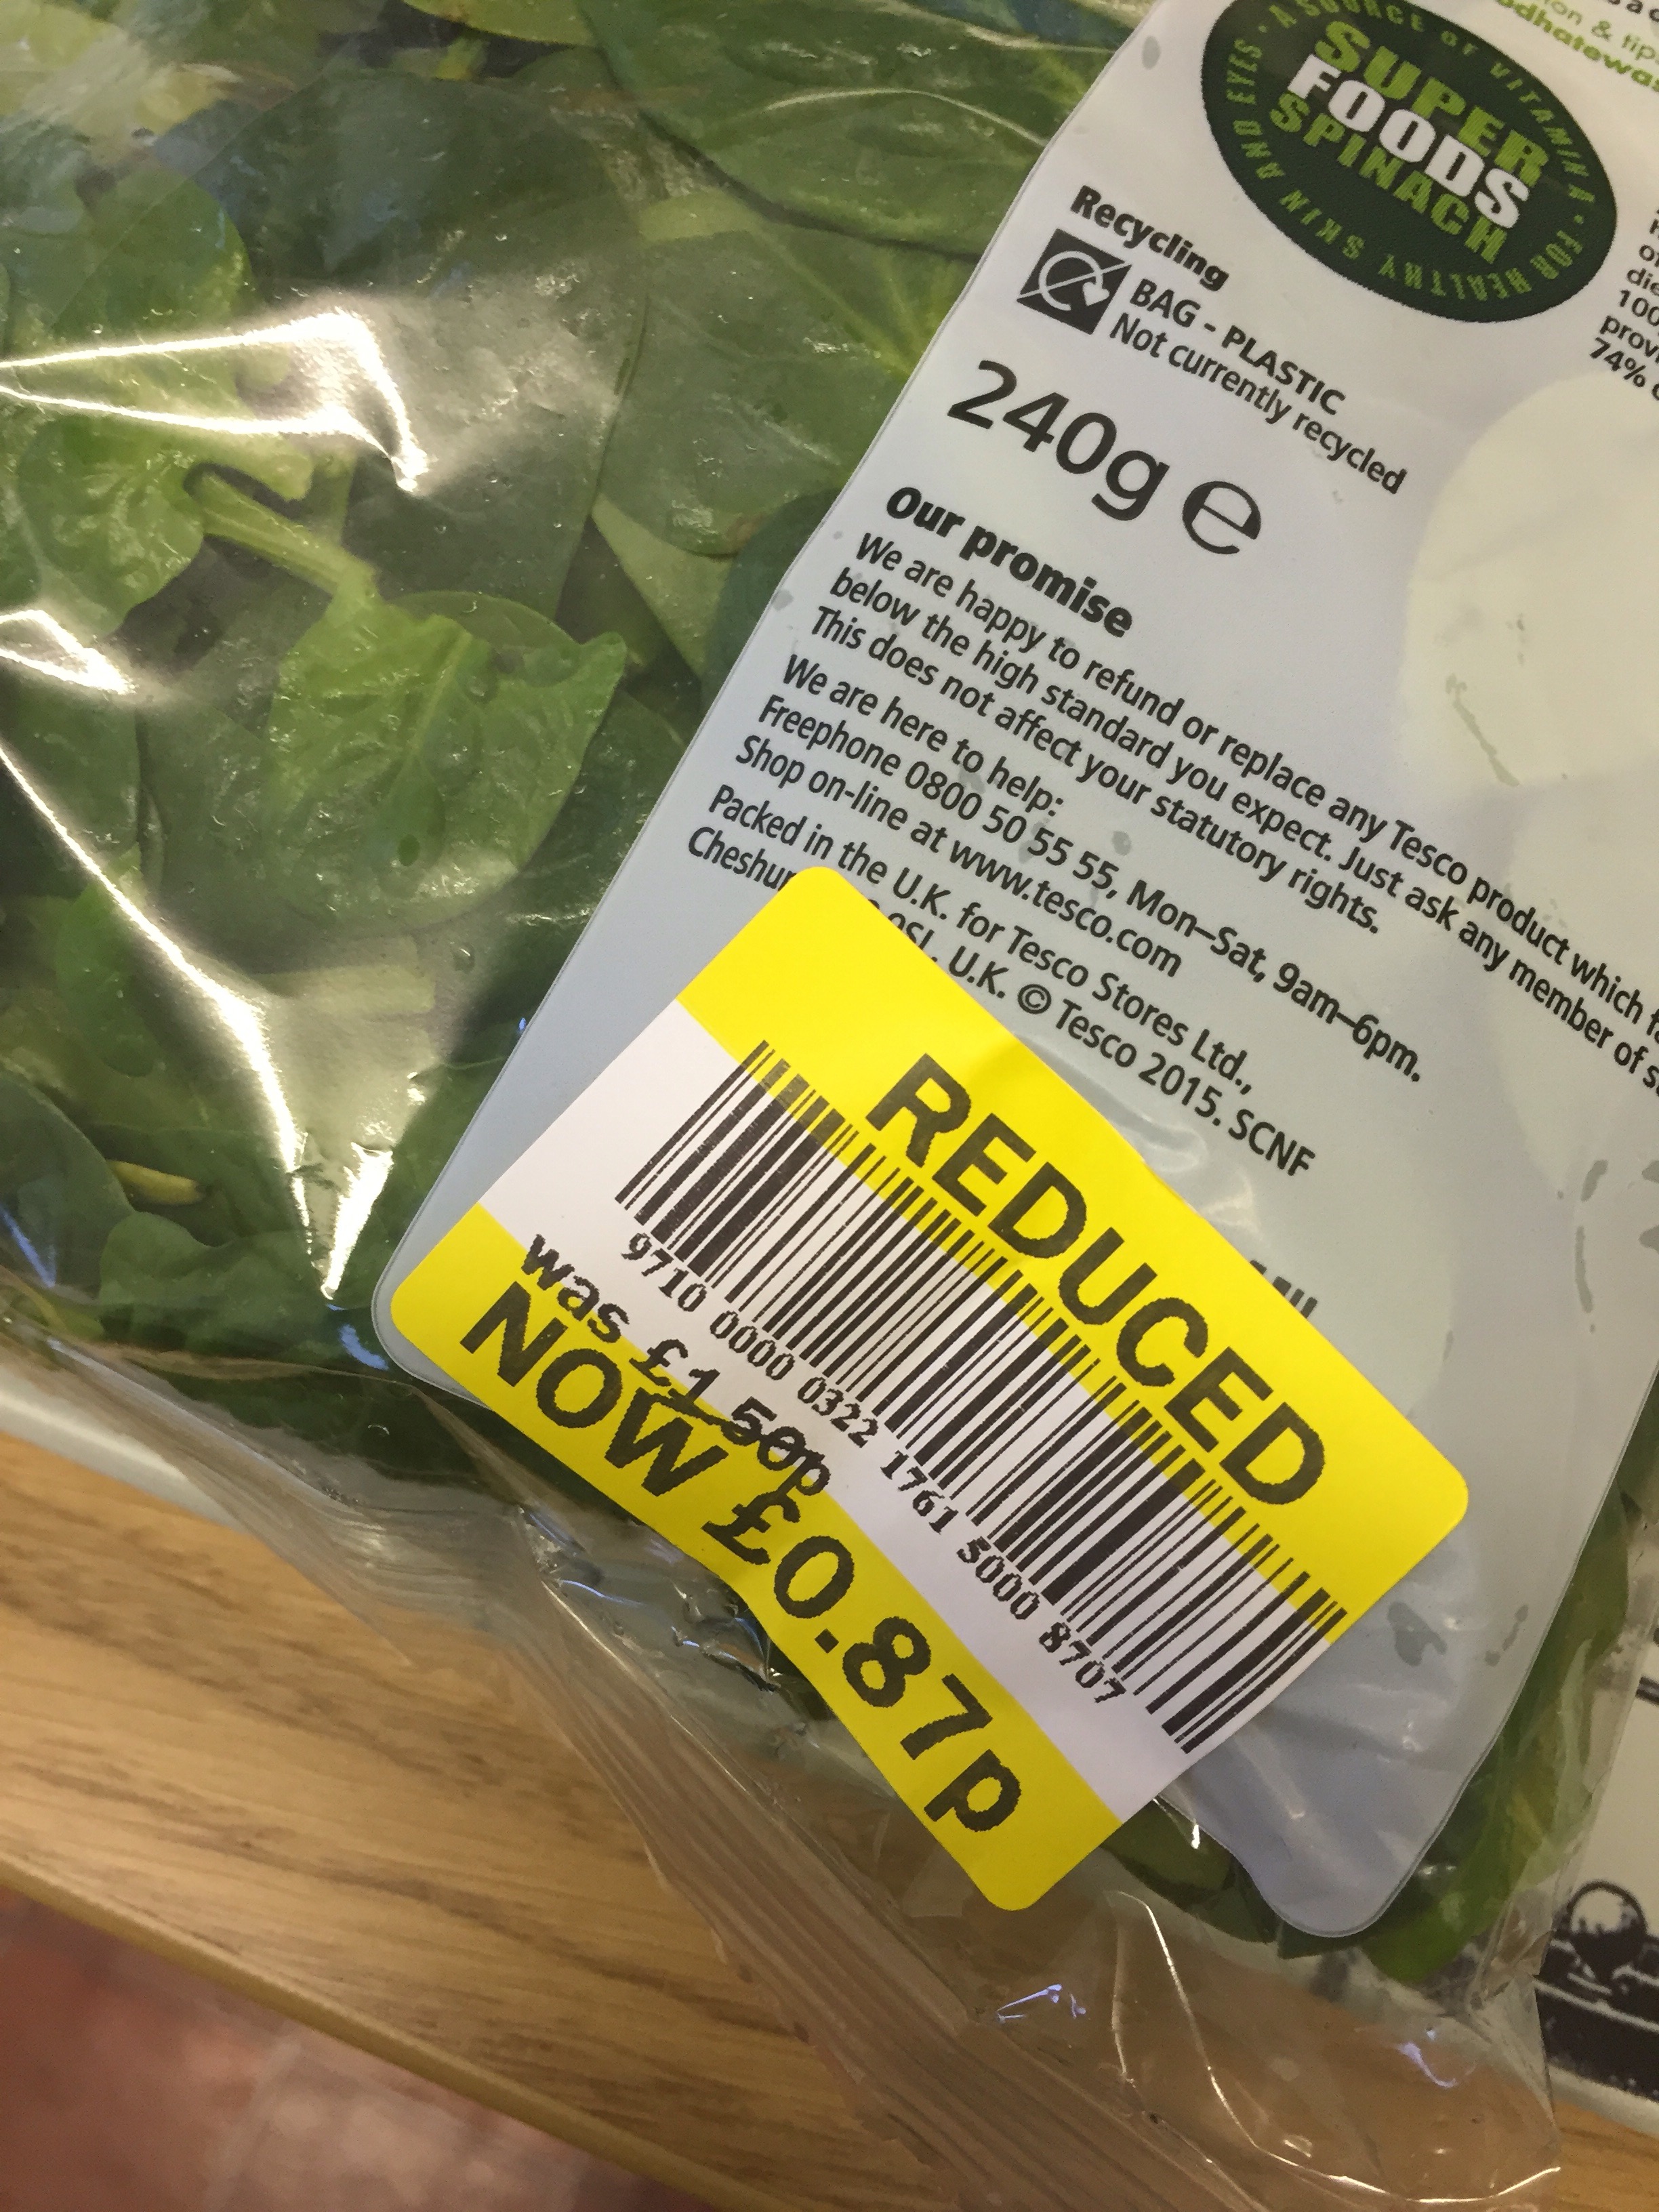 A SOURCE OF VITAMIN A • FOR HEALTHY SKIN AND EYES •
SUPER
FOODS
SPINACH
& tips
Recycling
BAG - PLASTIC
Not currently recycled
240g e
Our promise
We are happy to refund or replace any Tesco product which
below the high standard you expect. Just ask any member of
This does not affect your statutory rights.
We are here to help:
Freephone 0800 50 55 55, Mon–Sat, 9am–6pm.
Shop on-line at www.tesco.com
Packed in the U.K. for Tesco Stores Ltd.,
U.K. © Tesco 2015. SCNF
100
74%
REDUCED
9710 0000 0322 1761 5000 8707
was £1.50p
NOW £0.87p